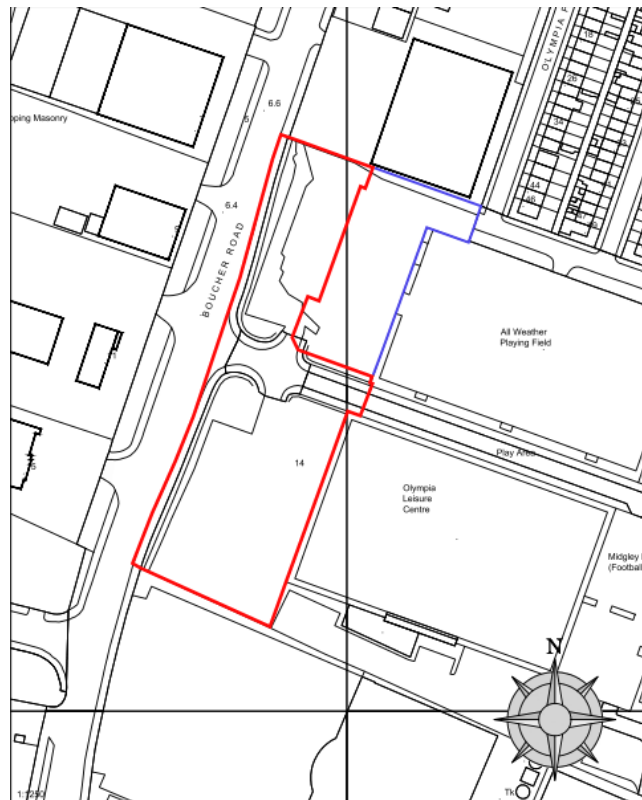 OLYMPIA
18
26
6.6
5
pping Masonry
34
44
46
6.4
BOUCHER ROAD
All Weather
Playing Field
Play Area
14
Olympia
Leisure
Centre
Midgley
(Football
N
1:1250
Tk